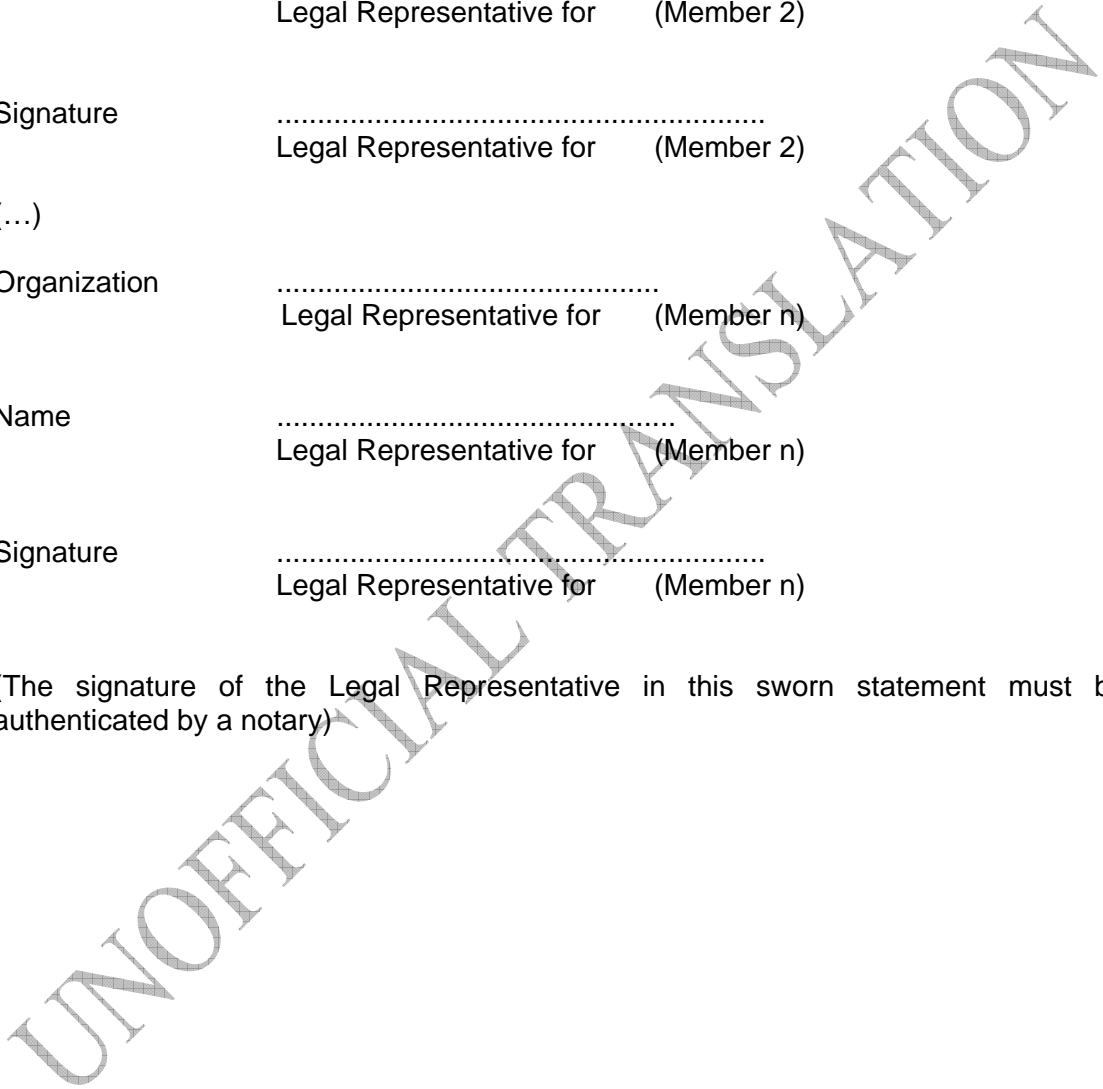 Legal Representative for (Member 2)
Signature ............................................................
Legal Representative for (Member 2)
(…)
Organization ...............................................
Legal Representative for (Member n)
Name .................................................
Legal Representative for (Member n)
Signature ............................................................
Legal Representative for (Member n)
(The signature of the Legal Representative in this sworn statement must b
authenticated by a notary)
UNOFFICIAL TRANSLATION